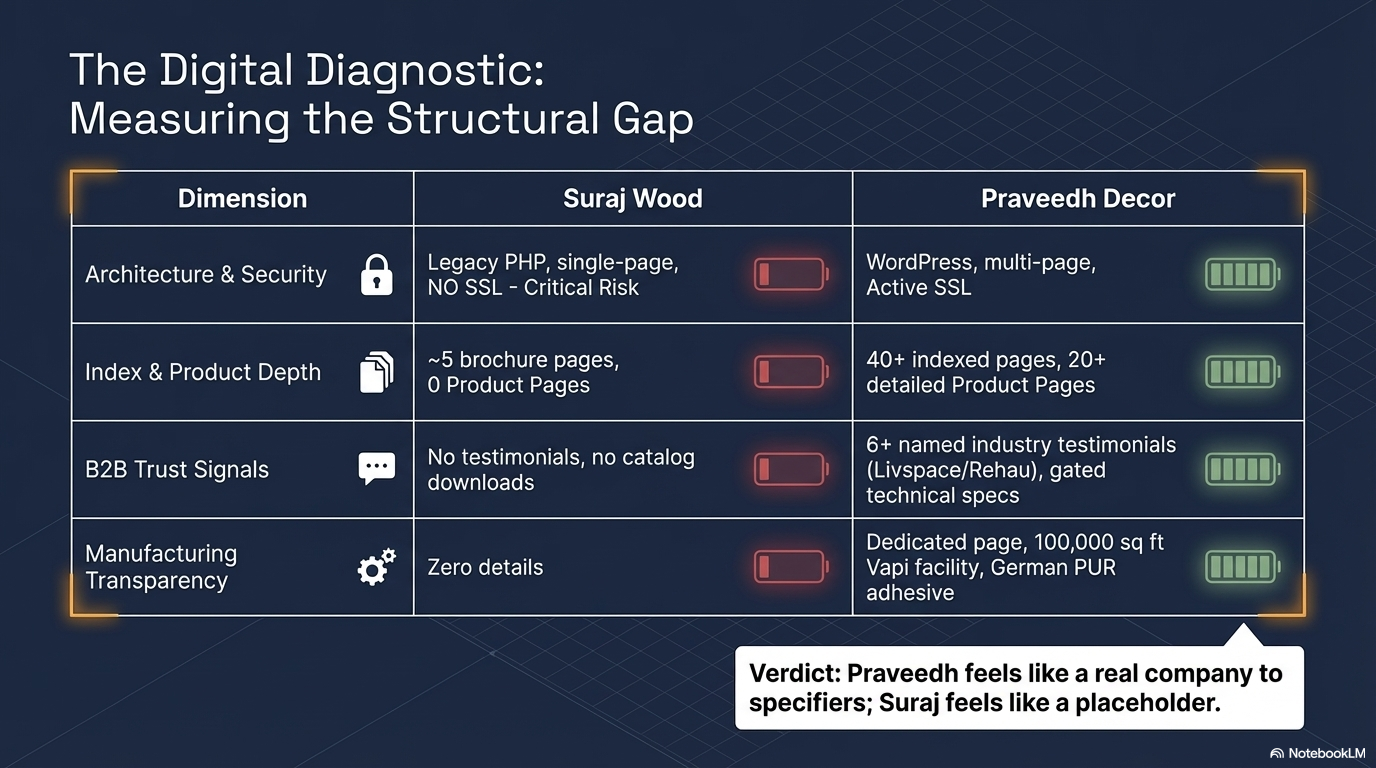 The Digital Diagnostic:
Measuring the Structural Gap
Dimension
Suraj Wood
Praveedh Decor
Architecture & Security
Legacy PHP, single-page,
NO SSL - Critical Risk
WordPress, multi-page,
Active SSL
Index & Product Depth
~5 brochure pages,
0 Product Pages
40+ indexed pages, 20+
detailed Product Pages
B2B Trust Signals
No testimonials, no catalog
downloads
6+ named industry testimonials
(Livspace/Rehau), gated
technical specs
Manufacturing
Transparency
Zero details
Dedicated page, 100,000 sq ft
Vapi facility, German PUR
adhesive
Verdict: Praveedh feels like a real company to
specifiers; Suraj feels like a placeholder.
NotebookLM